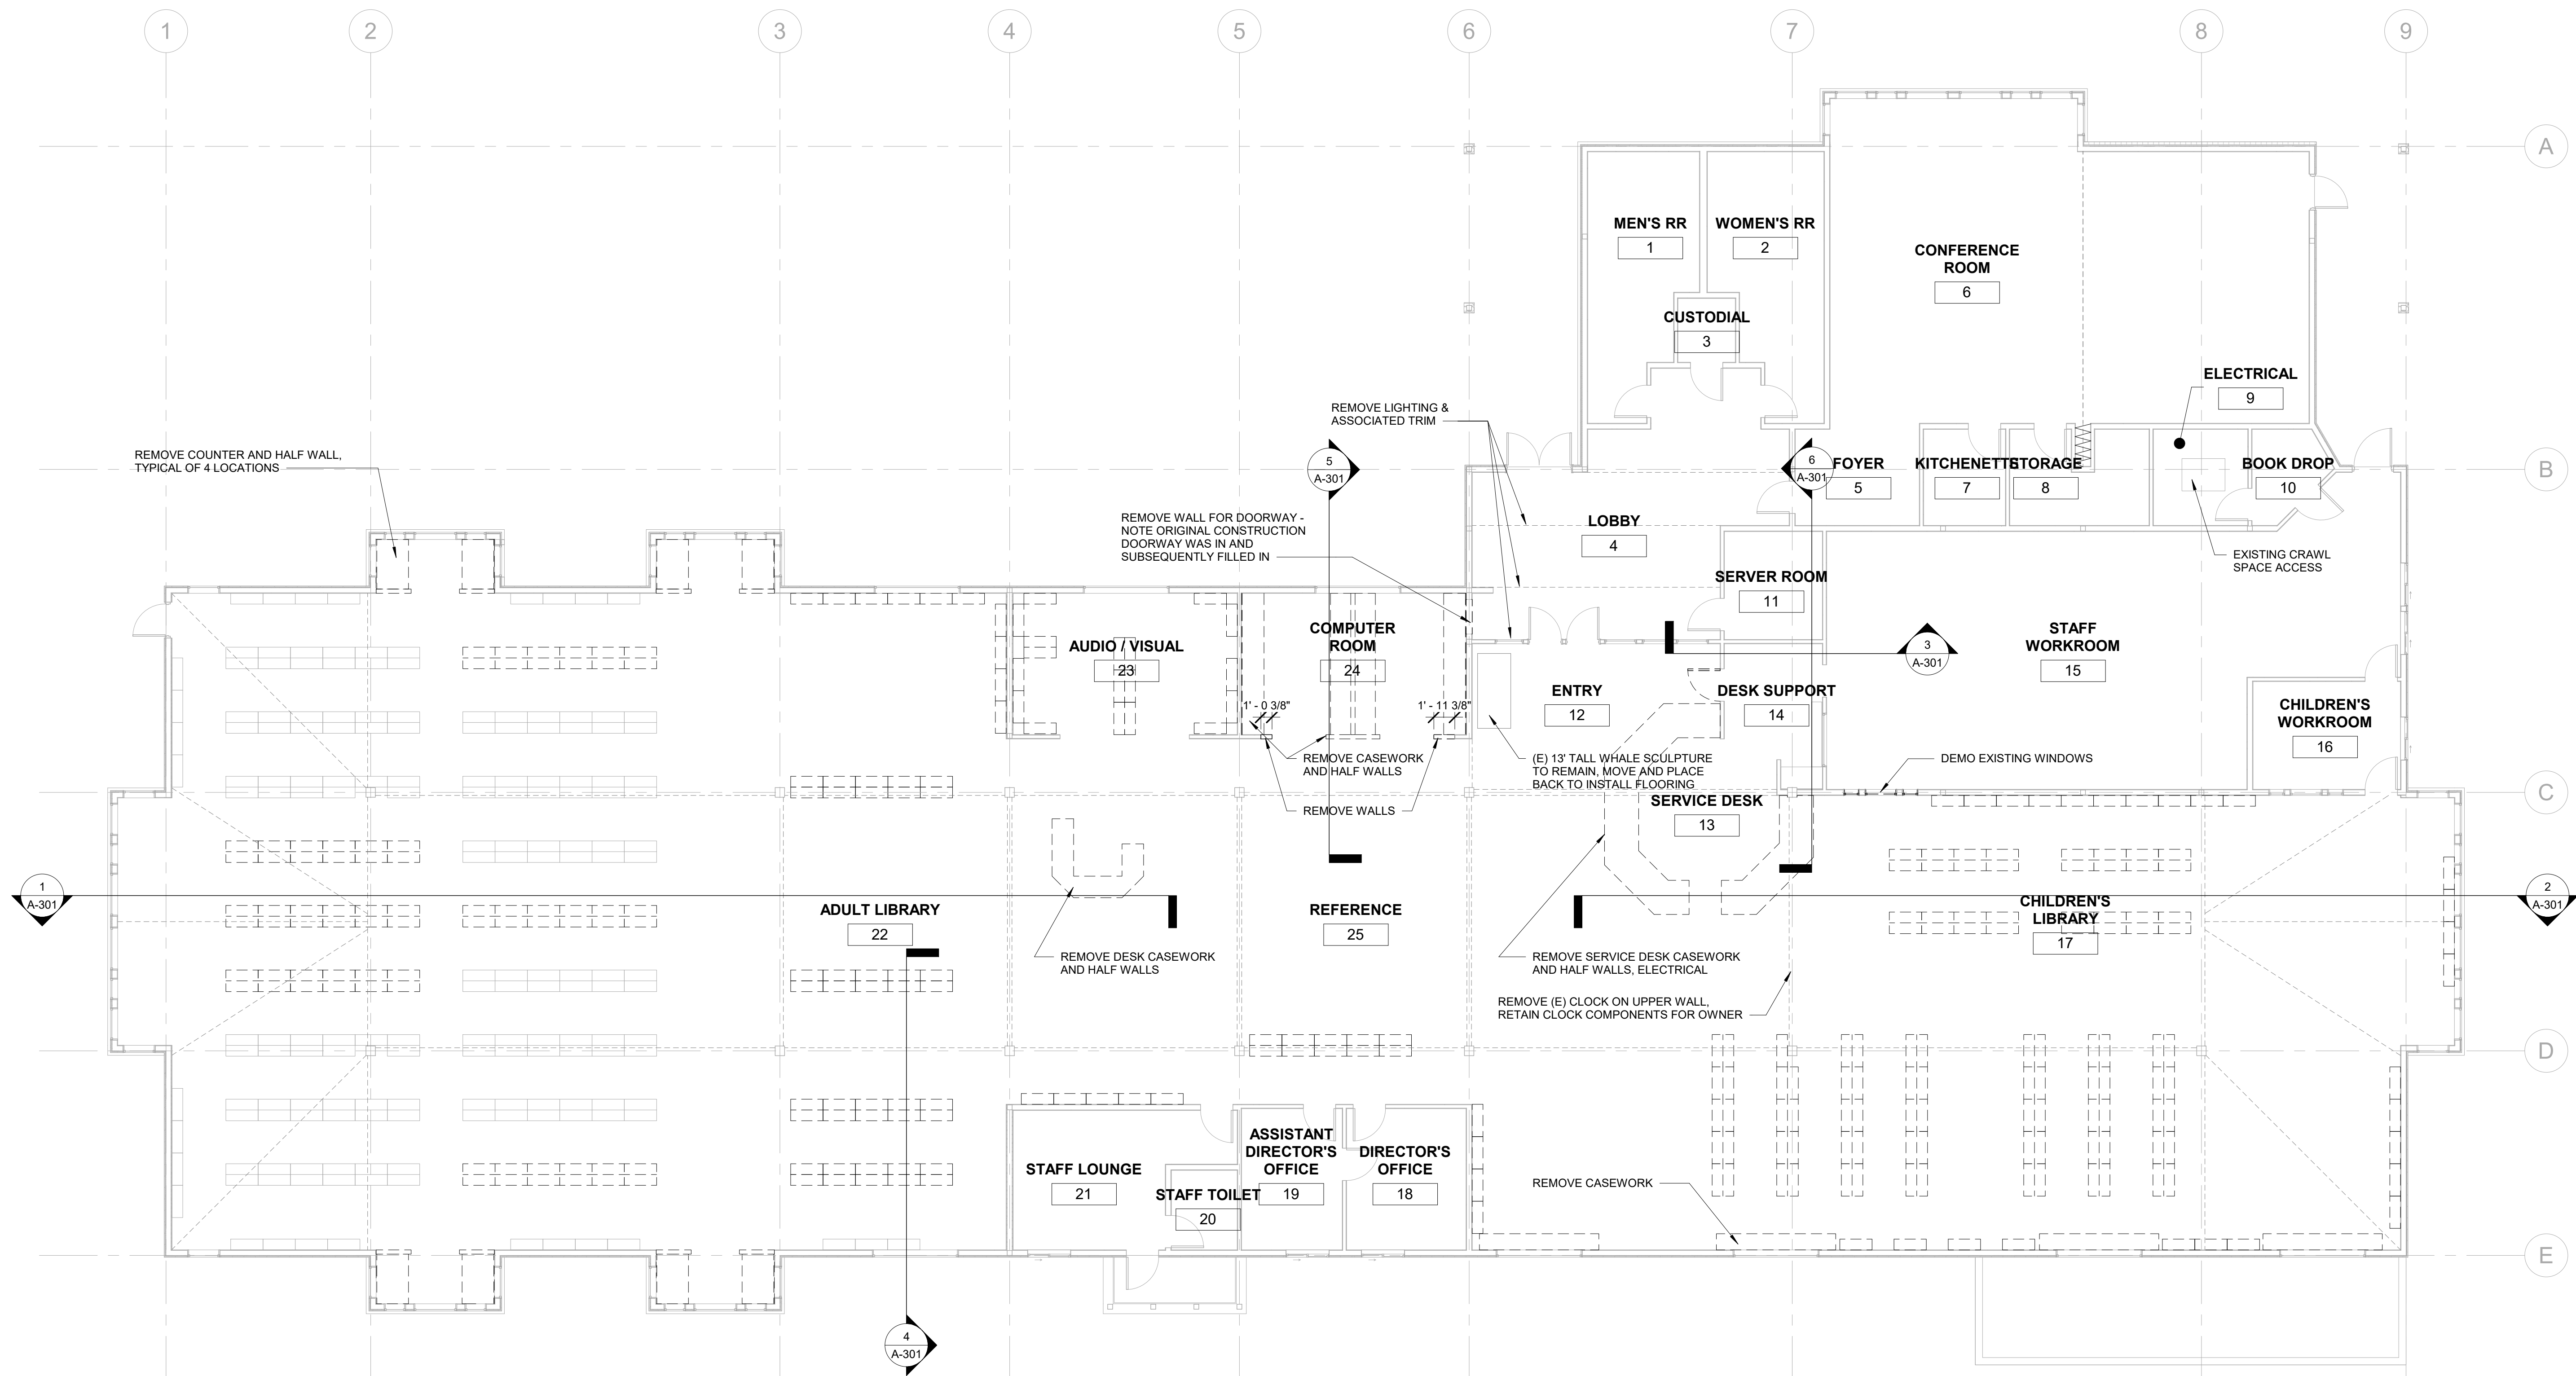 1
2
3
4
5
6
7
8
9
A
MEN'S RR
1
WOMEN'S RR
2
CONFERENCE
ROOM
6
CUSTODIAL
3
ELECTRICAL
9
REMOVE LIGHTING &
ASSOCIATED TRIM
REMOVE COUNTER AND HALF WALL,
TYPICAL OF 4 LOCATIONS
5
A-301
6
A-301
FOYER
5
KITCHENETTE
7
STORAGE
8
BOOK DROP
10
B
REMOVE WALL FOR DOORWAY -
NOTE ORIGINAL CONSTRUCTION
DOORWAY WAS IN AND
SUBSEQUENTLY FILLED IN
LOBBY
4
EXISTING CRAWL
SPACE ACCESS
SERVER ROOM
11
AUDIO / VISUAL
23
COMPUTER
ROOM
24
3
A-301
STAFF
WORKROOM
15
ENTRY
12
DESK SUPPORT
14
CHILDREN'S
WORKROOM
16
1' - 0 3/8"
1' - 11 3/8"
REMOVE CASEWORK
AND HALF WALLS
(E) 13' TALL WHALE SCULPTURE
TO REMAIN, MOVE AND PLACE
BACK TO INSTALL FLOORING
DEMO EXISTING WINDOWS
REMOVE WALLS
SERVICE DESK
13
C
1
A-301
2
A-301
ADULT LIBRARY
22
REFERENCE
25
CHILDREN'S
LIBRARY
17
REMOVE DESK CASEWORK
AND HALF WALLS
REMOVE SERVICE DESK CASEWORK
AND HALF WALLS, ELECTRICAL
REMOVE (E) CLOCK ON UPPER WALL,
RETAIN CLOCK COMPONENTS FOR OWNER
D
STAFF LOUNGE
21
STAFF TOILET
20
ASSISTANT
DIRECTOR'S
OFFICE
19
DIRECTOR'S
OFFICE
18
REMOVE CASEWORK
E
4
A-301